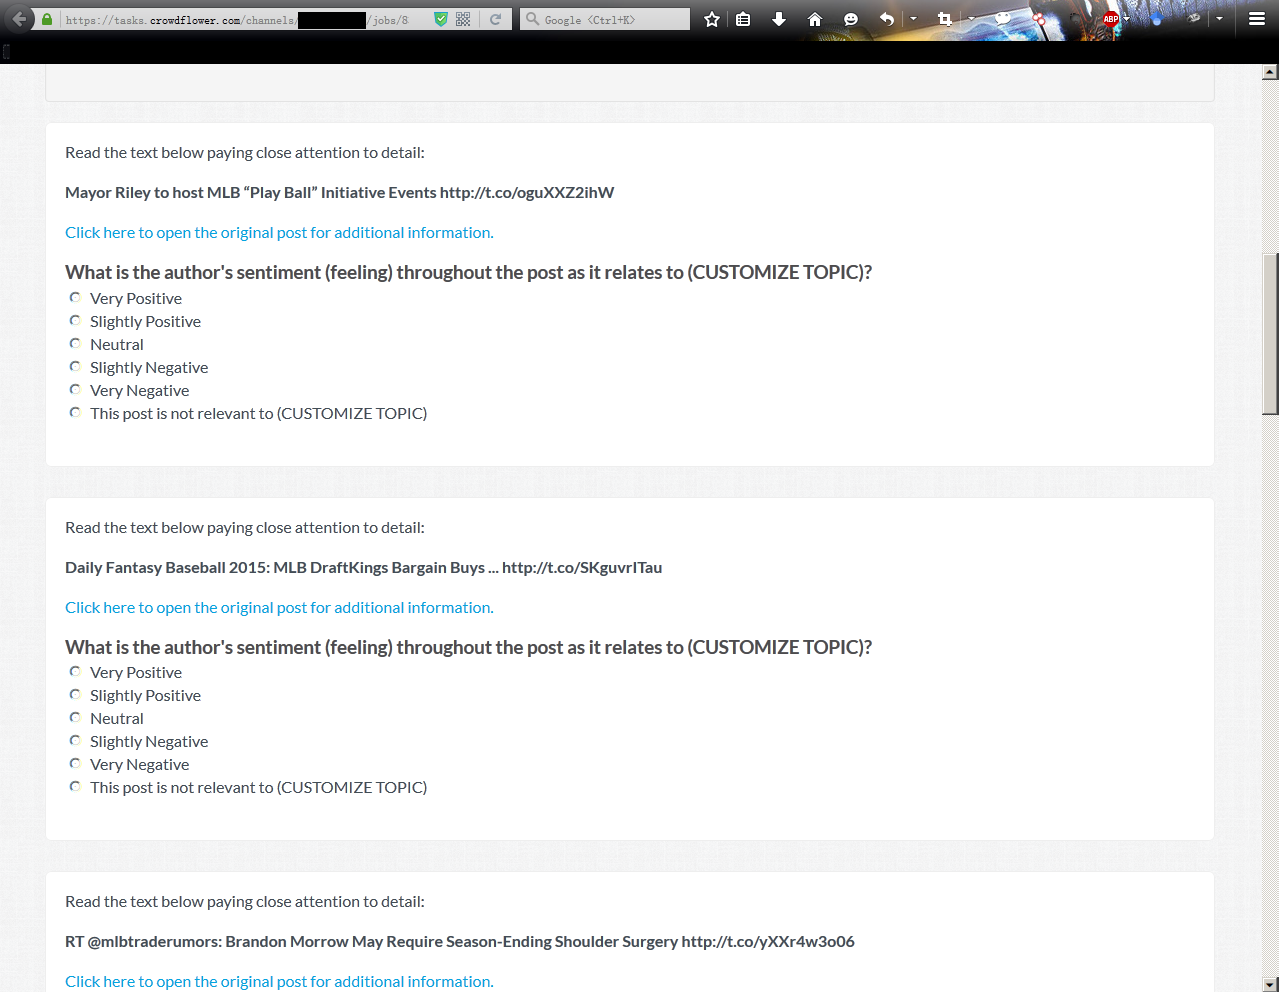 https://tasks.crowdflower.com/channels/ /jobs/8
Google <Ctrl+K>
ABP
Read the text below paying close attention to detail:
Mayor Riley to host MLB “Play Ball” Initiative Events http://t.co/oguXXZ2ihW
Click here to open the original post for additional information.
What is the author's sentiment (feeling) throughout the post as it relates to (CUSTOMIZE TOPIC)?
Very Positive
Slightly Positive
Neutral
Slightly Negative
Very Negative
This post is not relevant to (CUSTOMIZE TOPIC)
Read the text below paying close attention to detail:
Daily Fantasy Baseball 2015: MLB DraftKings Bargain Buys ... http://t.co/SKguvrITau
Click here to open the original post for additional information.
What is the author's sentiment (feeling) throughout the post as it relates to (CUSTOMIZE TOPIC)?
Very Positive
Slightly Positive
Neutral
Slightly Negative
Very Negative
This post is not relevant to (CUSTOMIZE TOPIC)
Read the text below paying close attention to detail:
RT @mlbtraderumors: Brandon Morrow May Require Season-Ending Shoulder Surgery http://t.co/yXXr4w3o06
Click here to open the original post for additional information.